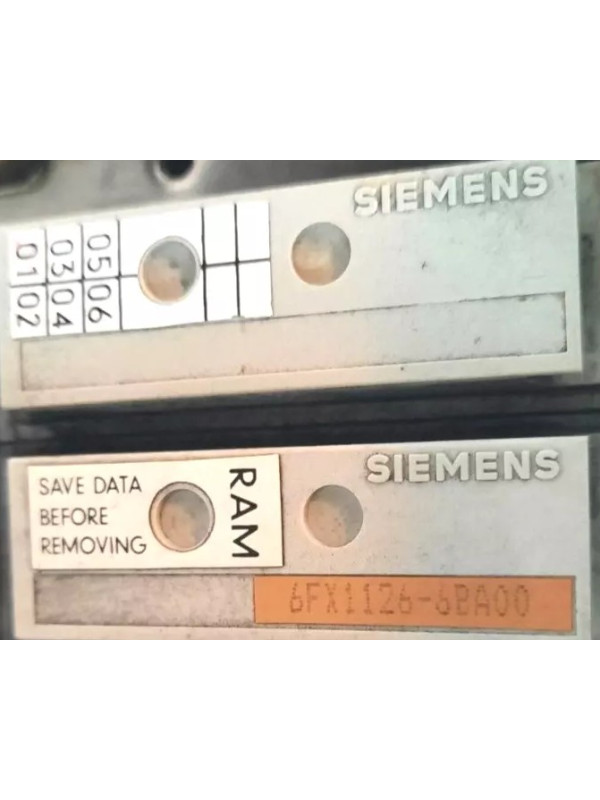 SIEMENS
05 06
03 04
01 02
SIEMENS
SAVE DATA
BEFORE
REMOVING
RAM
6FX1126-6BA00